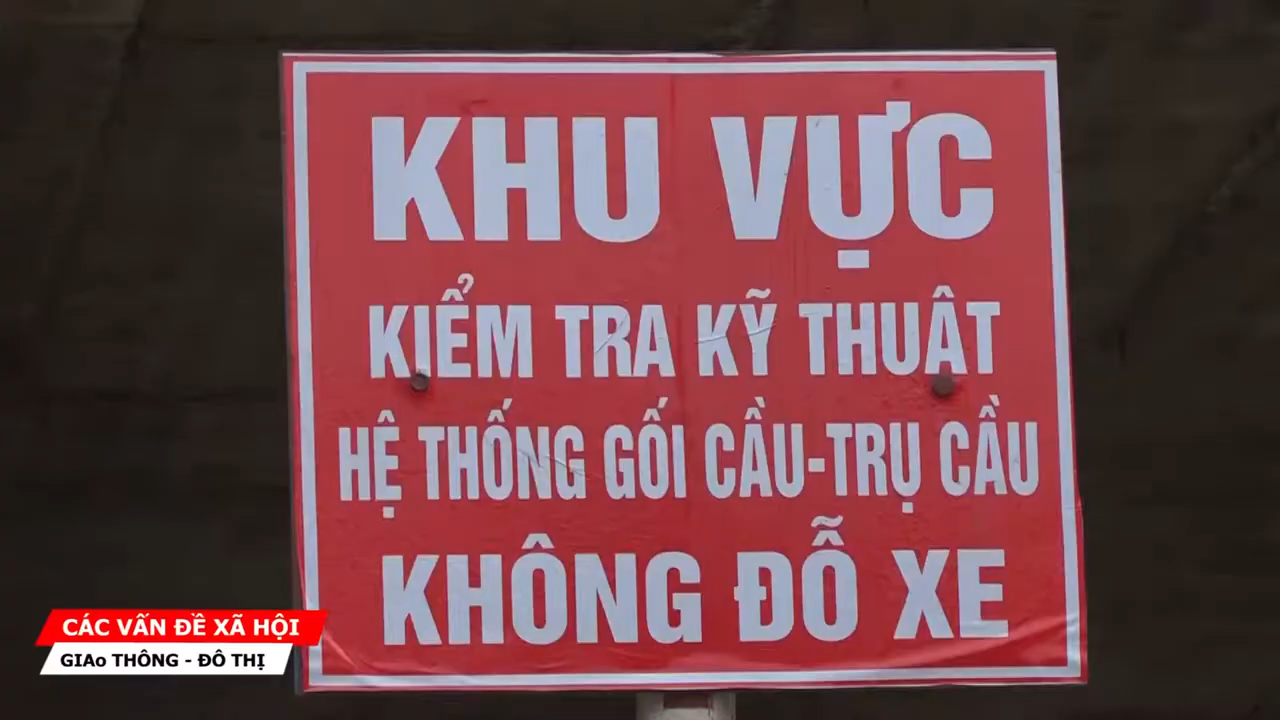 KHU VỰC
KIỂM TRA KỸ THUẬT
HỆ THỐNG GỐI CẦU-TRỤ CẦU
KHÔNG ĐỖ XE
CÁC VẤN ĐỀ XÃ HỘI
GIAo THÔNG - ĐÔ THỊ